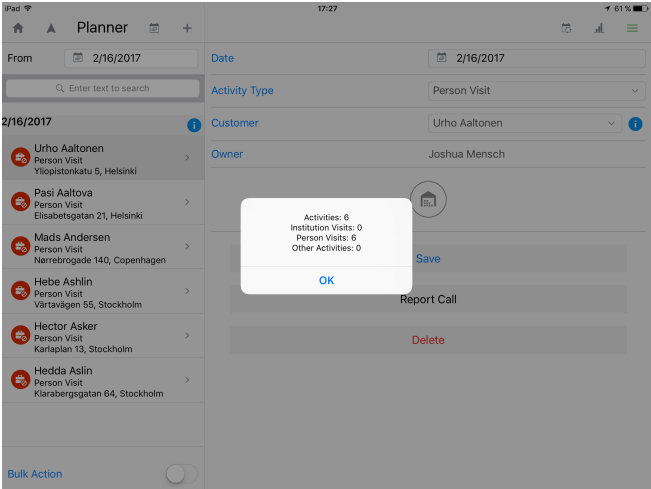 iPad 17:27 61 %
Planner
From 2/16/2017
Enter text to search
2/16/2017
Urho Aaltonen
Person Visit
Yliopistonkatu 5, Helsinki
Pasi Aaltova
Person Visit
Elisabetsgatan 21, Helsinki
Mads Andersen
Person Visit
Nørrebrogade 140, Copenhagen
Hebe Ashlin
Person Visit
Värtavägen 55, Stockholm
Hector Asker
Person Visit
Karlaplan 13, Stockholm
Hedda Aslin
Person Visit
Klarabergsgatan 64, Stockholm
Bulk Action
Date 2/16/2017
Activity Type Person Visit
Customer Urho Aaltonen
Owner Joshua Mensch
Activities: 6
Institution Visits: 0
Person Visits: 6
Other Activities: 0
OK
Save
Report Call
Delete